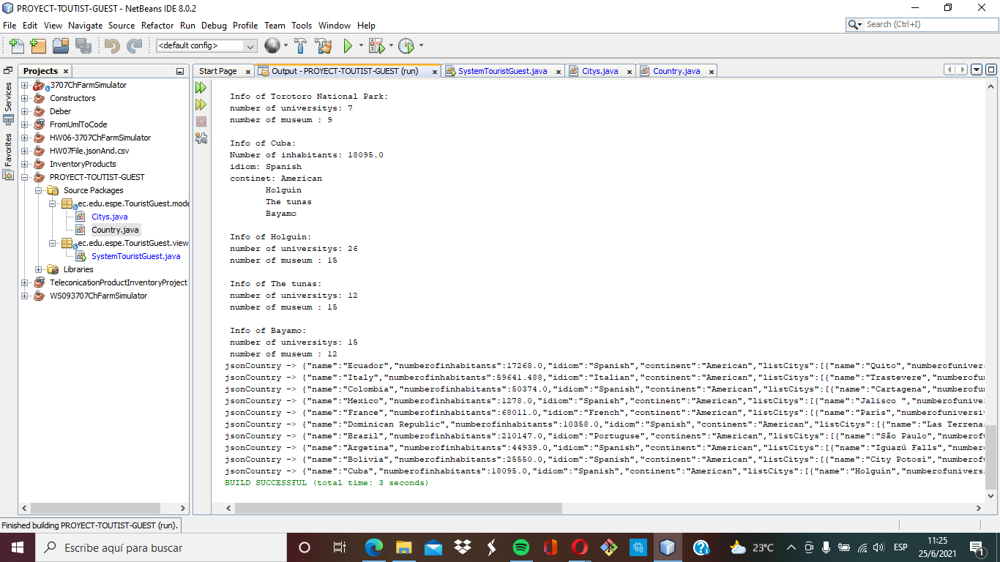 PROYECT-TOUTIST-GUEST - NetBeans IDE 8.0.2
File Edit View Navigate Source Refactor Run Debug Profile Team Tools Window Help
Search (Ctrl+I)
<default config>
Services
Favorites
Projects
3707ChFarmSimulator
Constructors
Deber
FromUmlToCode
HW06-3707ChFarmSimulator
HW07File.jsonAnd.csv
InventoryProducts
PROYECT-TOUTIST-GUEST
Source Packages
ec.edu.espe.TouristGuest.mode
Citys.java
Country.java
ec.edu.espe.TouristGuest.view
SystemTouristGuest.java
Libraries
TeleconicationProductInventoryProject
WS093707ChFarmSimulator
Start Page Output - PROYECT-TOUTIST-GUEST (run) SystemTouristGuest.java Citys.java Country.java
Info of Torotoro National Park:
number of universitys: 7
number of museum : 9
Info of Cuba:
Number of inhabitants: 18095.0
idiom: Spanish
continet: American
Holguín
The tunas
Bayamo
Info of Holguín:
number of universitys: 26
number of museum : 15
Info of The tunas:
number of universitys: 12
number of museum : 15
Info of Bayamo:
number of universitys: 15
number of museum : 12
jsonCountry -> {"name":"Ecuador","numberofinhabitants":17268.0,"idiom":"Spanish","continent":"American","listCitys":[{"name":"Quito","numberofuniver
jsonCountry -> {"name":"Italy","numberofinhabitants":59641.488,"idiom":"Italian","continent":"American","listCitys":[{"name":"Trastevere","numberofu
jsonCountry -> {"name":"Colombia","numberofinhabitants":50374.0,"idiom":"Spanish","continent":"American","listCitys":[{"name":"Cartagena","numberofu
jsonCountry -> {"name":"Mexico","numberofinhabitants":1278.0,"idiom":"Spanish","continent":"American","listCitys":[{"name":"Jalisco ","numberofunive
jsonCountry -> {"name":"France","numberofinhabitants":68011.0,"idiom":"French","continent":"American","listCitys":[{"name":"París","numberofuniversi
jsonCountry -> {"name":"Dominican Republic","numberofinhabitants":10358.0,"idiom":"Spanish","continent":"American","listCitys":[{"name":"Las Terrena
jsonCountry -> {"name":"Brazil","numberofinhabitants":210147.0,"idiom":"Portuguse","continent":"American","listCitys":[{"name":"São Paulo","numberof
jsonCountry -> {"name":"Argetina","numberofinhabitants":44939.0,"idiom":"Spanish","continent":"American","listCitys":[{"name":"Iguazú Falls","number
jsonCountry -> {"name":"Bolivia","numberofinhabitants":25550.0,"idiom":"Spanish","continent":"American","listCitys":[{"name":"City Potosí","numberof
jsonCountry -> {"name":"Cuba","numberofinhabitants":18095.0,"idiom":"Spanish","continent":"American","listCitys":[{"name":"Holguín","numberofunivers
BUILD SUCCESSFUL (total time: 3 seconds)
Finished building PROYECT-TOUTIST-GUEST (run).
Escribe aquí para buscar
23°C
ESP
11:25
25/6/2021
1